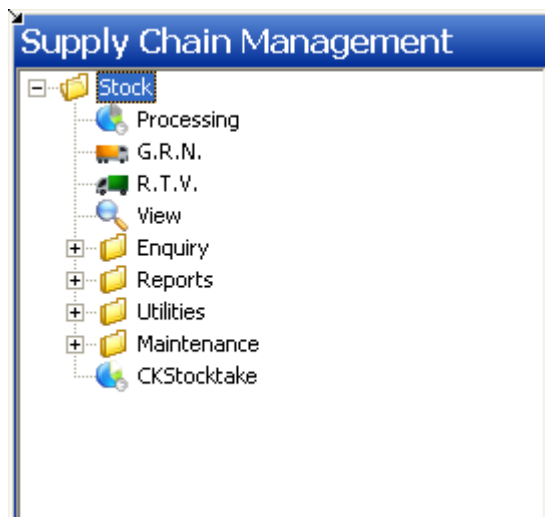 Supply Chain Management
Stock
Processing
G.R.N.
R.T.V.
View
Enquiry
Reports
Utilities
Maintenance
CKStocktake